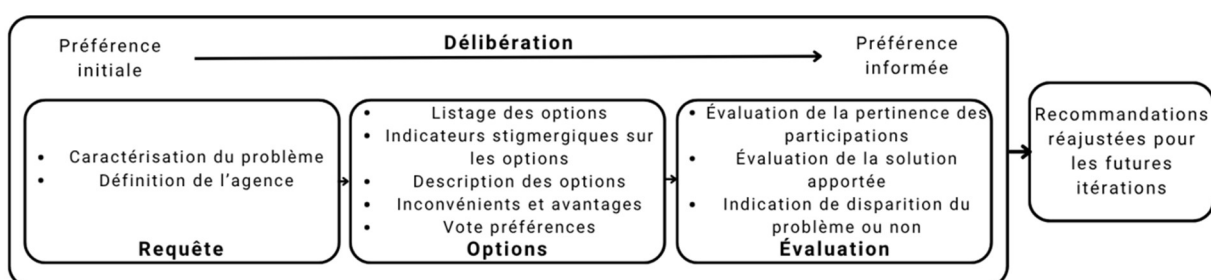 Préférence
initiale
Délibération
Préférence
informée
• Caractérisation du problème
• Définition de l'agence
Requête
• Listage des options
• Indicateurs stigmergiques sur
les options
• Description des options
• Inconvénients et avantages
• Vote préférences
Options
• Évaluation de la pertinence des
participations
• Évaluation de la solution
apportée
• Indication de disparition du
problème ou non
Évaluation
Recommandations
réajustées pour
les futures
itérations